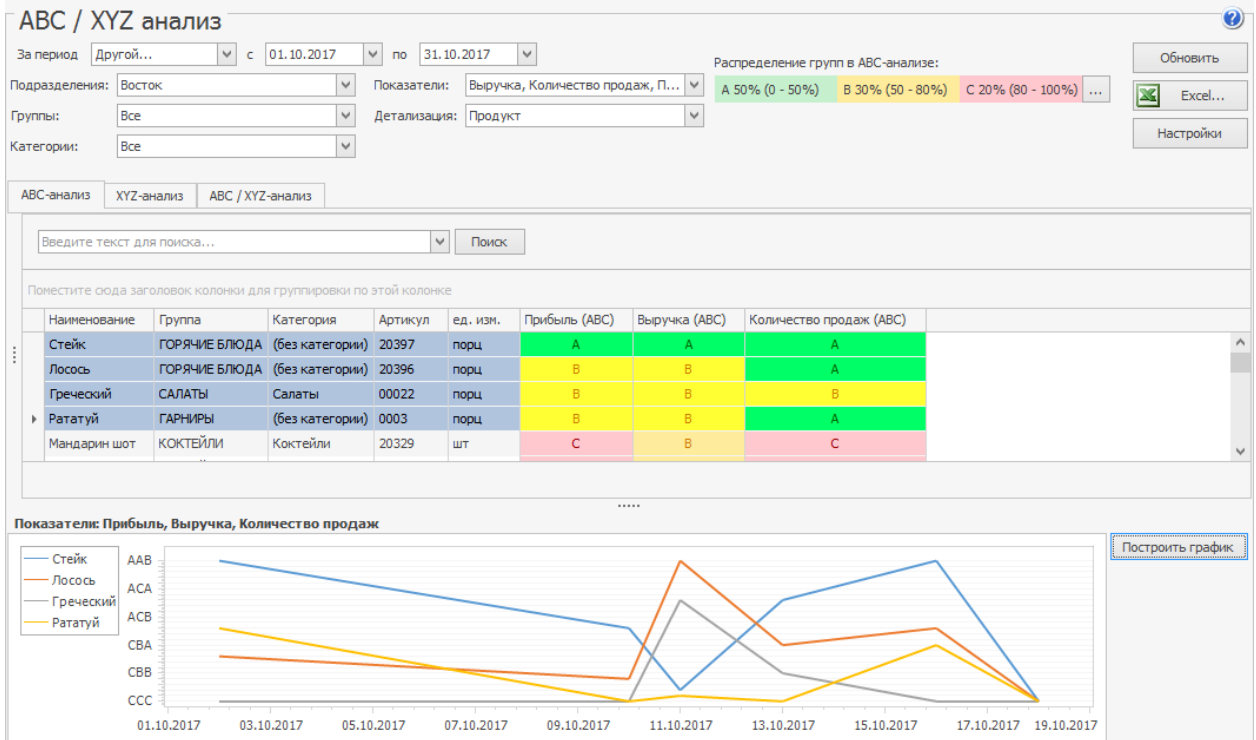 ABC / XYZ анализ
За период Другой... с 01.10.2017 по 31.10.2017
Подразделения: Восток Показатели: Выручка, Количество продаж, П...
Группы: Все Детализация: Продукт
Категории: Все
Распределение групп в ABC-анализе:
A 50% (0 - 50%) B 30% (50 - 80%) C 20% (80 - 100%) ...
Обновить
Excel...
Настройки
ABC-анализ XYZ-анализ ABC / XYZ-анализ
Введите текст для поиска... Поиск
Поместите сюда заголовок колонки для группировки по этой колонке
Наименование Группа Категория Артикул ед. изм. Прибыль (ABC) Выручка (ABC) Количество продаж (ABC)
Стейк ГОРЯЧИЕ БЛЮДА (без категории) 20397 порц A A A
Лосось ГОРЯЧИЕ БЛЮДА (без категории) 20396 порц B B A
Греческий САЛАТЫ Салаты 00022 порц B B B
Рататуй ГАРНИРЫ (без категории) 0003 порц B B A
Мандарин шот КОКТЕЙЛИ Коктейли 20329 шт C B C
Показатели: Прибыль, Выручка, Количество продаж
Построить график
Стейк
Лосось
Греческий
Рататуй
AAB
ACA
ACB
CBA
CBB
CCC
01.10.2017 03.10.2017 05.10.2017 07.10.2017 09.10.2017 11.10.2017 13.10.2017 15.10.2017 17.10.2017 19.10.2017